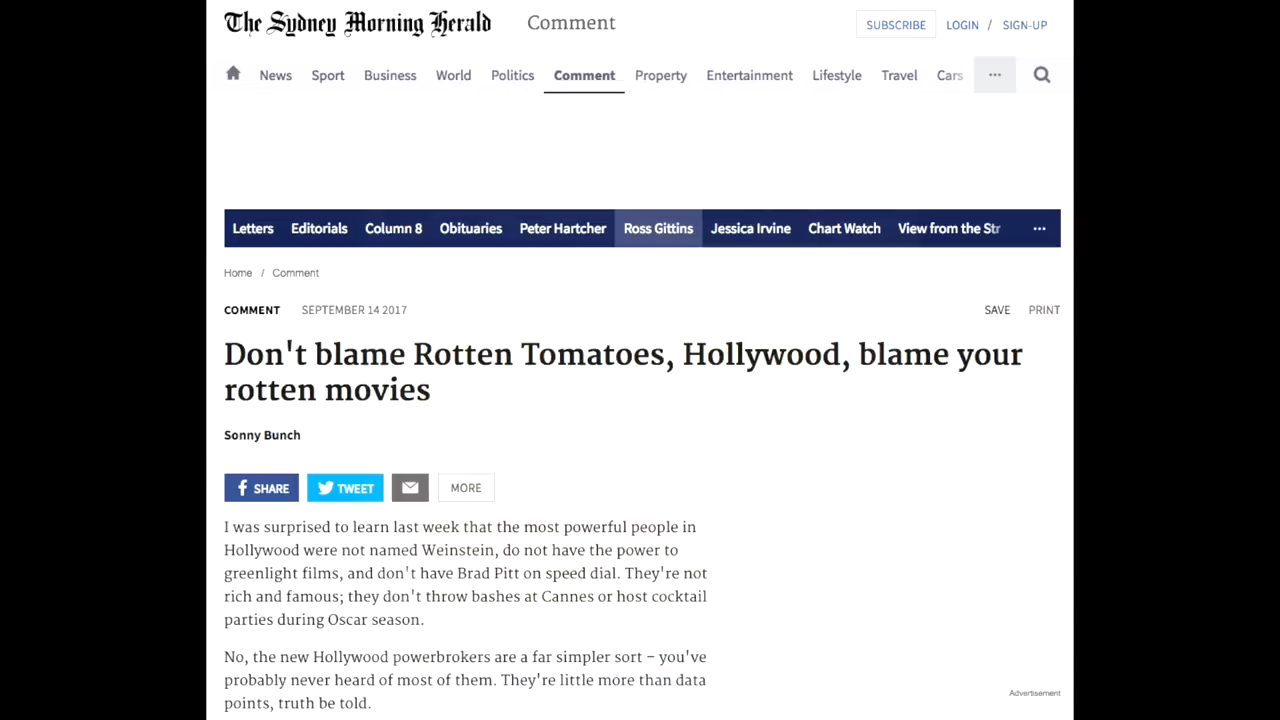 The Sydney Morning Herald Comment SUBSCRIBE LOGIN / SIGN-UP
News Sport Business World Politics Comment Property Entertainment Lifestyle Travel Cars ...
Letters Editorials Column 8 Obituaries Peter Hartcher Ross Gittins Jessica Irvine Chart Watch View from the Str ...
Home / Comment
COMMENT SEPTEMBER 14 2017 SAVE PRINT
Don't blame Rotten Tomatoes, Hollywood, blame your
rotten movies
Sonny Bunch
SHARE TWEET MORE
I was surprised to learn last week that the most powerful people in
Hollywood were not named Weinstein, do not have the power to
greenlight films, and don't have Brad Pitt on speed dial. They're not
rich and famous; they don't throw bashes at Cannes or host cocktail
parties during Oscar season.
No, the new Hollywood powerbrokers are a far simpler sort – you've
probably never heard of most of them. They're little more than data
points, truth be told.
Advertisement